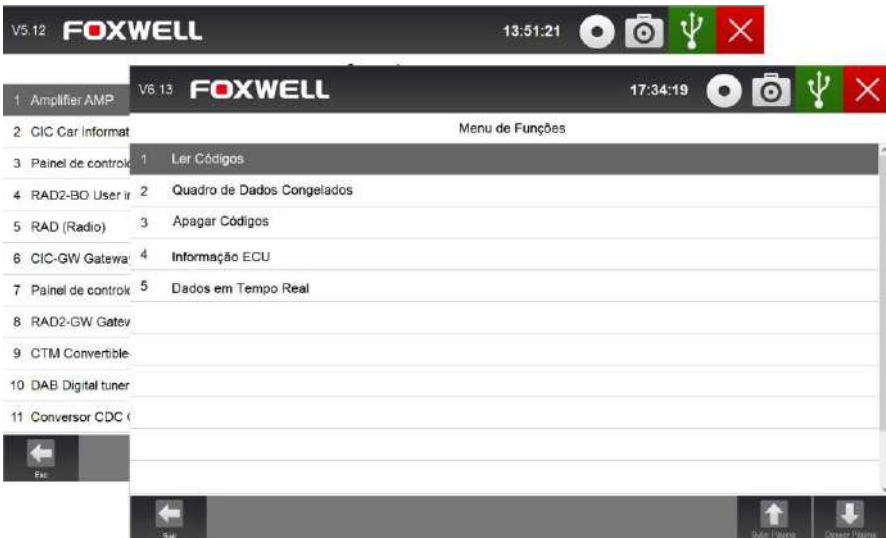 V5.12 FOXWELL 13:51:21
1 Amplifier AMP
2 CIC Car Informat
3 Painel de controle
4 RAD2-BO User in
5 RAD (Radio)
6 CIC-GW Gateway
7 Painel de controle
8 RAD2-GW Gatev
9 CTM Convertible
10 DAB Digital tuner
11 Conversor CDC
Esc
V6.13 FOXWELL 17:34:19
Menu de Funções
1 Ler Códigos
2 Quadro de Dados Congelados
3 Apagar Códigos
4 Informação ECU
5 Dados em Tempo Real
Sair
Subir Página
Descer Página